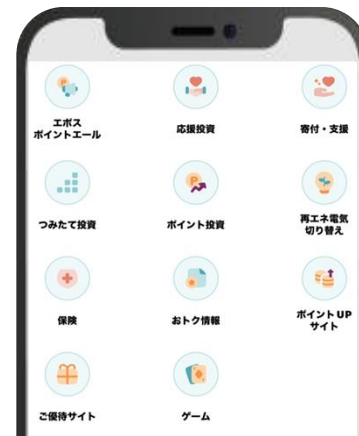 エポス
ポイントエール
応援投資
寄付・支援
つみたて投資
ポイント投資
再エネ電気
切り替え
保険
おトク情報
ポイント UP
サイト
ご優待サイト
ゲーム